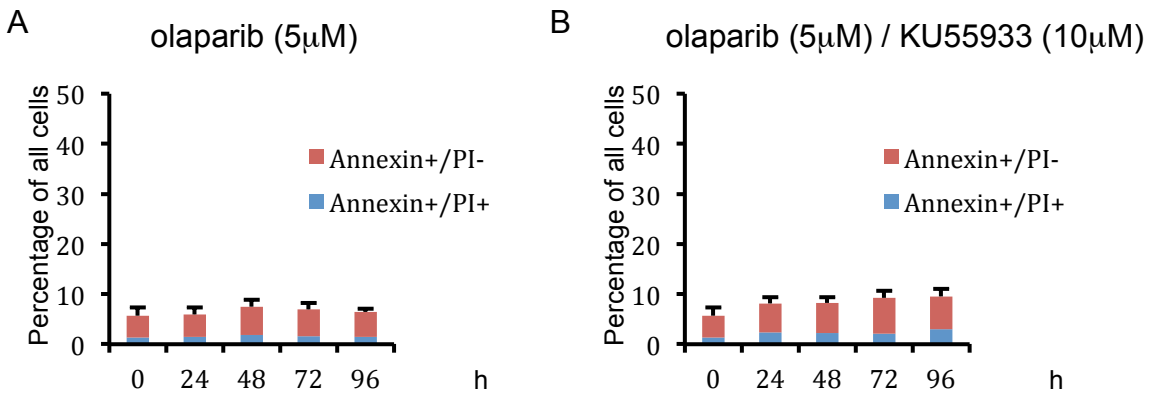 A
olaparib (5μM)
Percentage of all cells
50
40
30
20
10
0
Annexin+/PI-
Annexin+/PI+
0 24 48 72 96 h
B
olaparib (5μM) / KU55933 (10μM)
Percentage of all cells
50
40
30
20
10
0
Annexin+/PI-
Annexin+/PI+
0 24 48 72 96 h